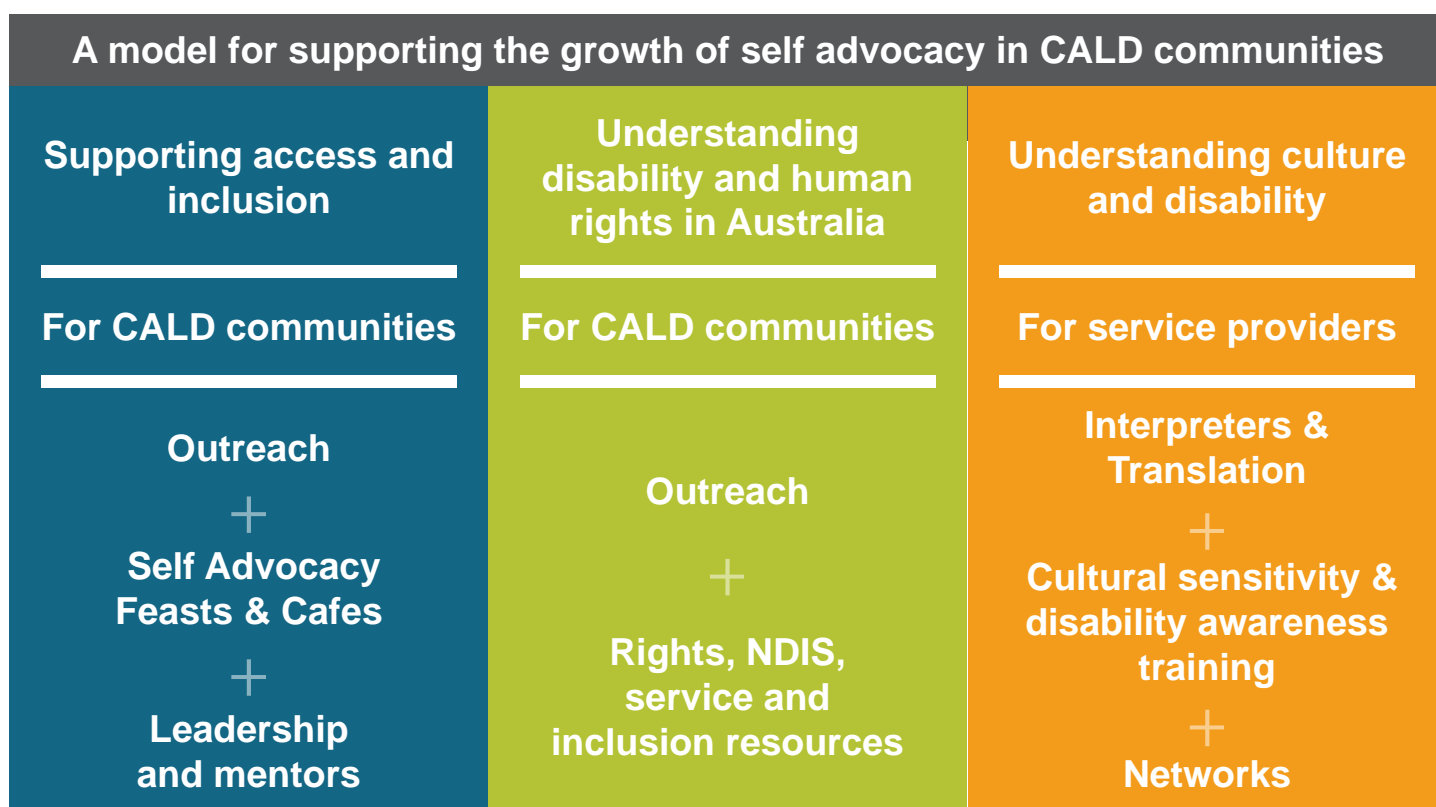 A model for supporting the growth of self advocacy in CALD communities
Supporting access and
inclusion
For CALD communities
Outreach
+
Self Advocacy
Feasts & Cafes
+
Leadership
and mentors
Understanding
disability and human
rights in Australia
For CALD communities
Outreach
+
Rights, NDIS,
service and
inclusion resources
Understanding culture
and disability
For service providers
Interpreters &
Translation
+
Cultural sensitivity &
disability awareness
training
+
Networks